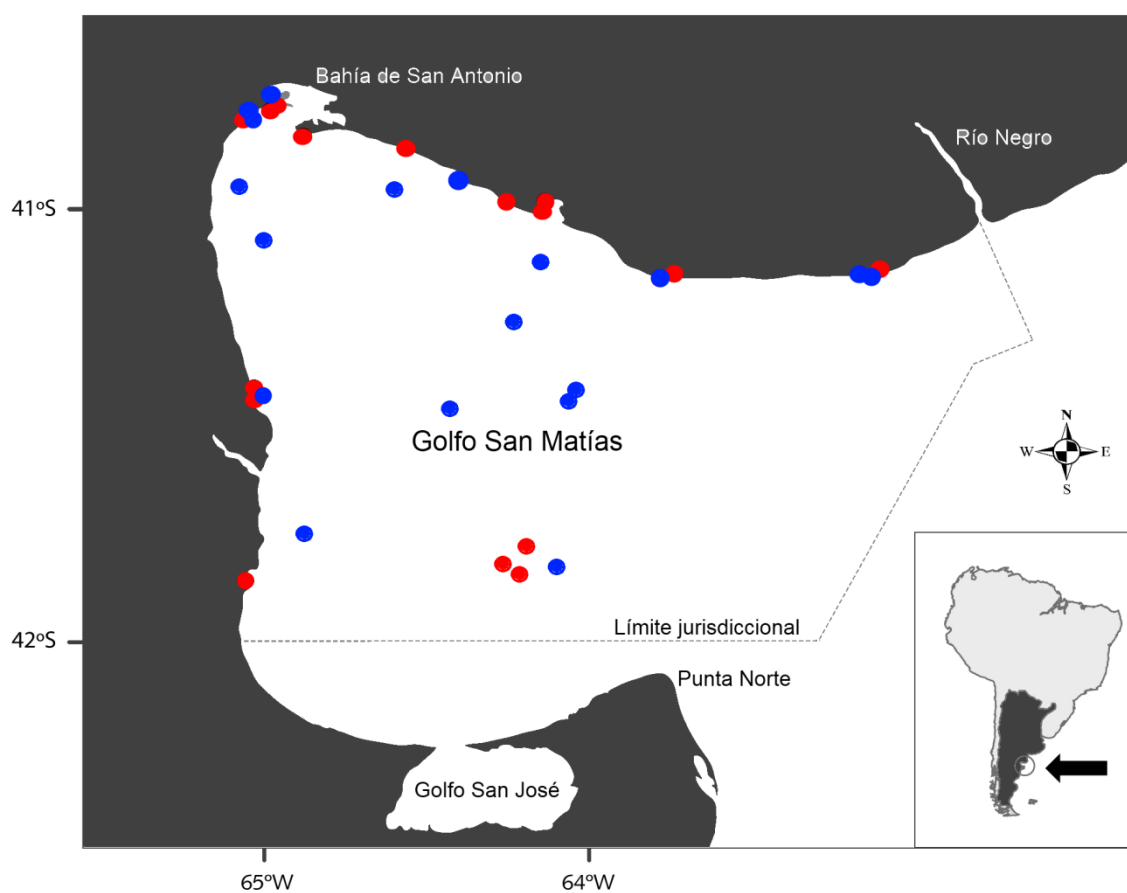 Bahía de San Antonio
Río Negro
41ºS
Golfo San Matías
N
W E
S
Límite jurisdiccional
42ºS
Punta Norte
Golfo San José
65ºW 64ºW